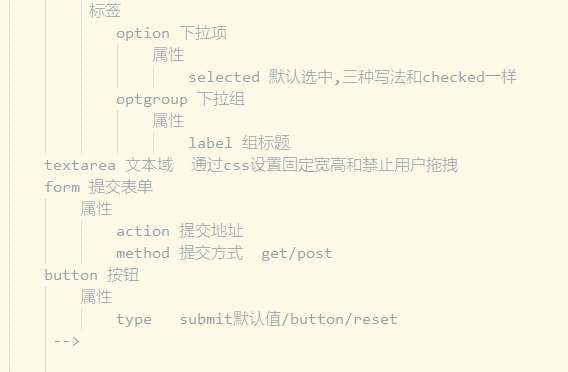 标签
option 下拉项
属性
selected 默认选中,三种写法和checked一样
optgroup 下拉组
属性
label 组标题
textarea 文本域  通过css设置固定宽高和禁止用户拖拽
form 提交表单
属性
action 提交地址
method 提交方式  get/post
button 按钮
属性
type   submit默认值/button/reset
-->